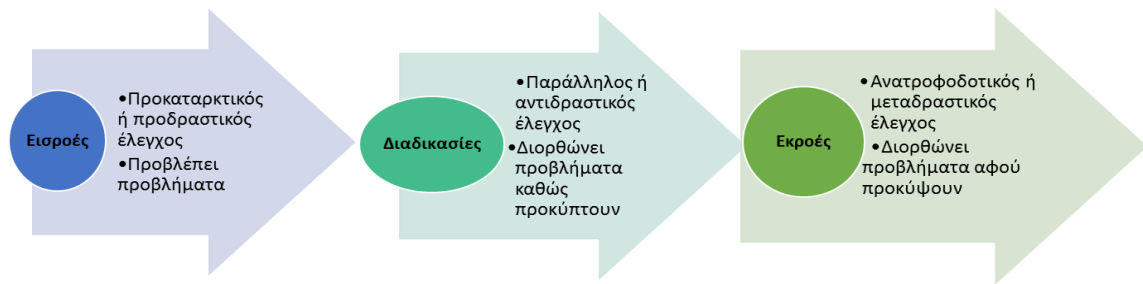 Εισροές
•Προκαταρκτικός
ή προδραστικός
έλεγχος
•Προβλέπει
προβλήματα
Διαδικασίες
•Παράλληλος ή
αντιδραστικός
έλεγχος
•Διορθώνει
προβλήματα
καθώς
προκύπτουν
Εκροές
•Ανατροφοδοτικός ή
μεταδραστικός
έλεγχος
•Διορθώνει
προβλήματα αφού
προκύψουν